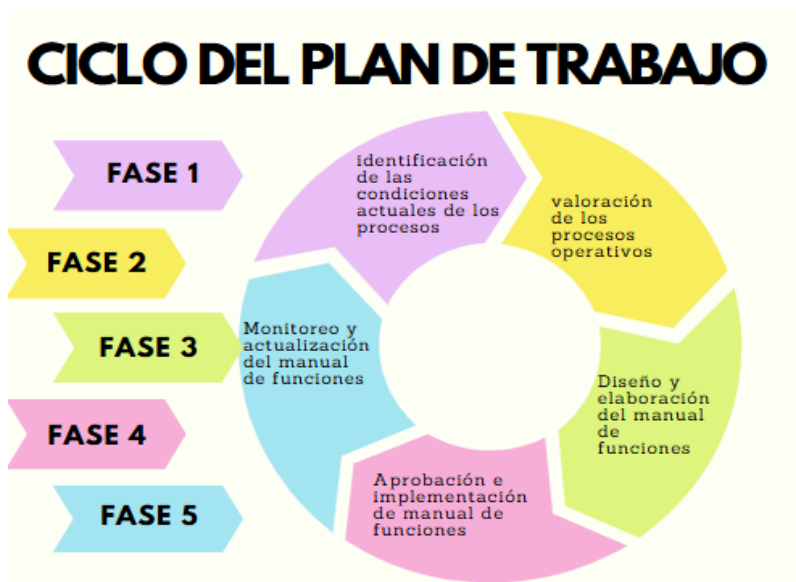 CICLO DEL PLAN DE TRABAJO
FASE 1
FASE 2
FASE 3
FASE 4
FASE 5
identificación
de las
condiciones
actuales de los
procesos
valoración
de los
procesos
operativos
Diseño y
elaboración
del manual
de
funciones
Aprobación e
implementación
de manual de
funciones
Monitoreo y
actualización
del manual
de funciones